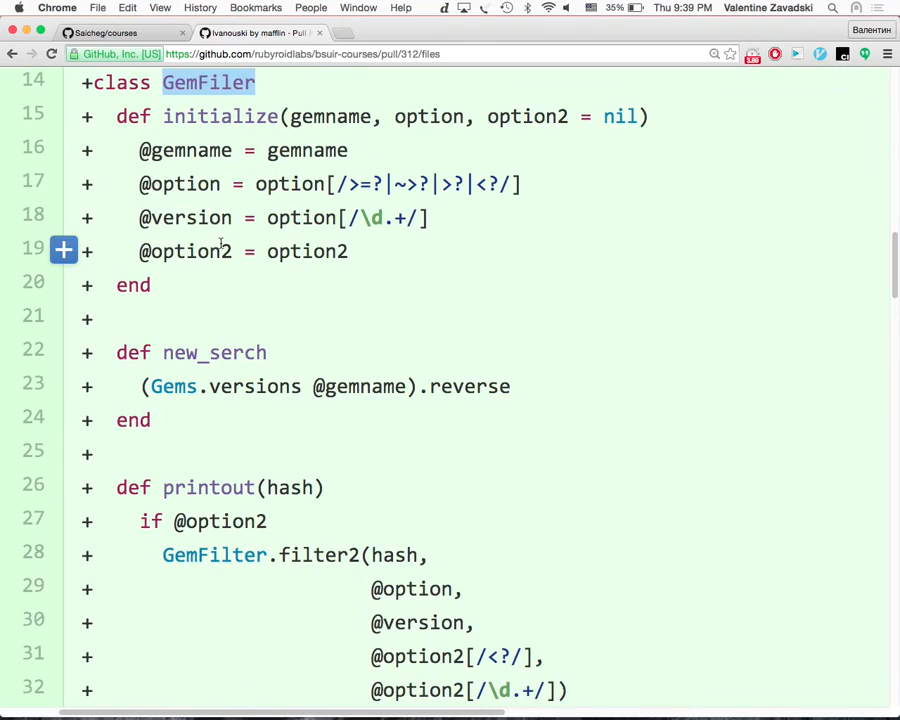 Chrome File Edit View History Bookmarks People Window Help 35% Thu 9:39 PM Valentine Zavadski
Saicheg/courses Ivanouski by mafflin · Pull Валентин
GitHub, Inc. [US] https://github.com/rubyroidlabs/bsuir-courses/pull/312/files
14 +class GemFiler
15 + def initialize(gemname, option, option2 = nil)
16 + @gemname = gemname
17 + @option = option[/>=?|~>?|>?|<?/]
18 + @version = option[/\d.+/]
19 + @option2 = option2
20 + end
21 +
22 + def new_serch
23 + (Gems.versions @gemname).reverse
24 + end
25 +
26 + def printout(hash)
27 + if @option2
28 + GemFilter.filter2(hash,
29 + @option,
30 + @version,
31 + @option2[/<?/],
32 + @option2[/\d.+/])